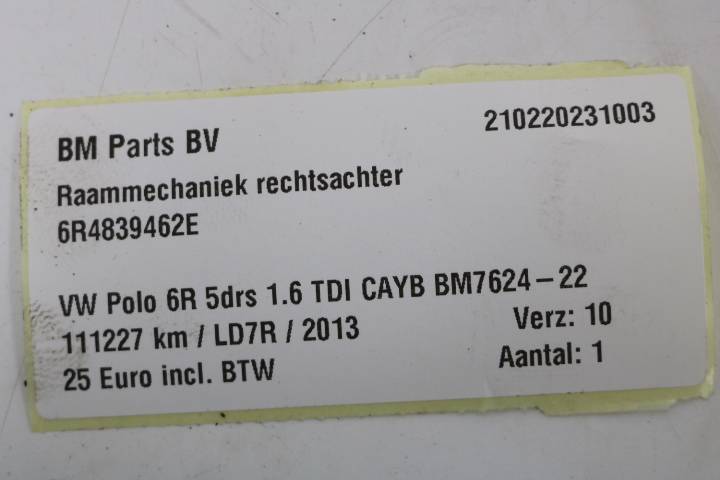 BM Parts BV 210220231003
Raammechaniek rechtsachter
6R4839462E
VW Polo 6R 5drs 1.6 TDI CAYB BM7624-22
111227 km / LD7R / 2013 Verz: 10
25 Euro incl. BTW Aantal: 1